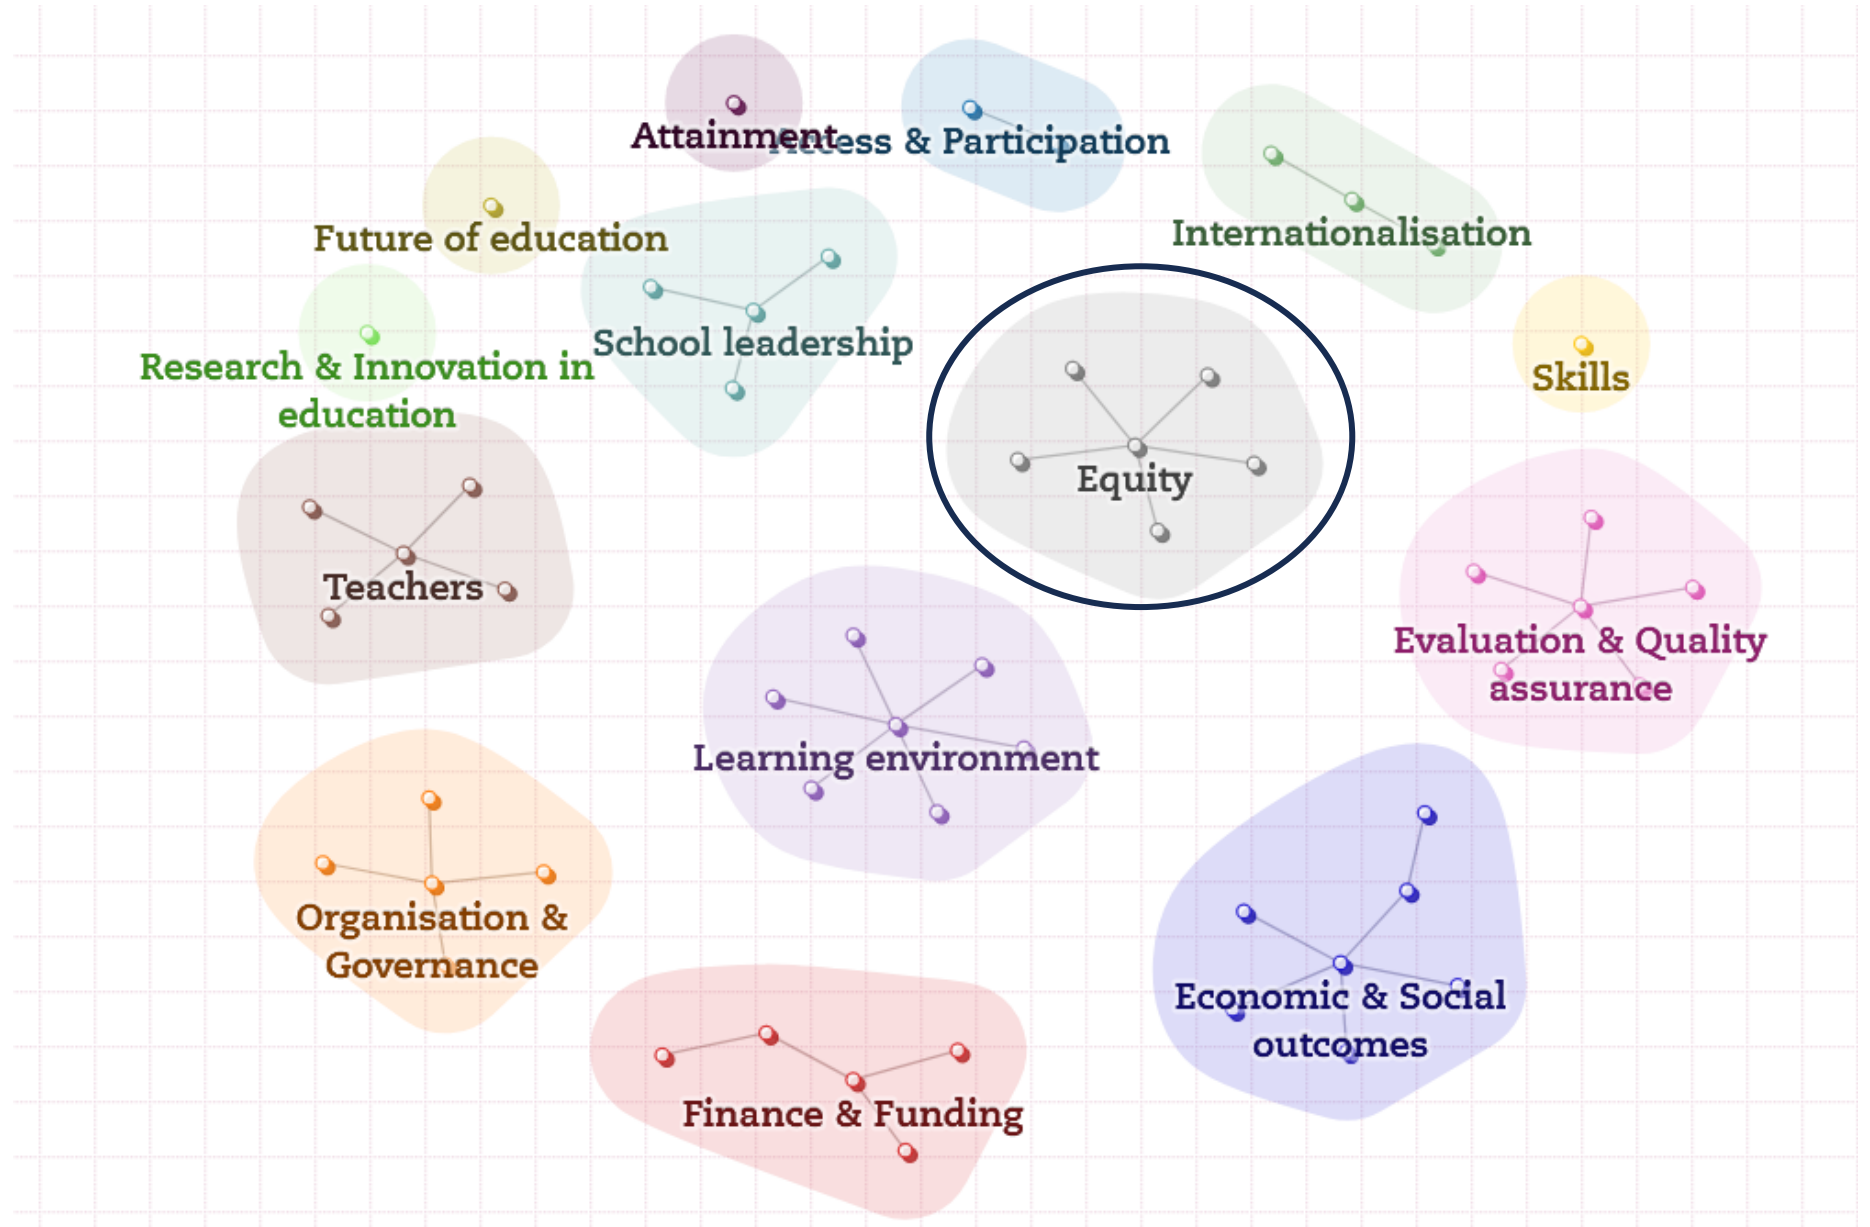 Attainment
Access & Participation
Internationalisation
Future of education
School leadership
Research & Innovation in
education
Skills
Equity
Teachers
Evaluation & Quality
assurance
Learning environment
Organisation &
Governance
Economic & Social
outcomes
Finance & Funding